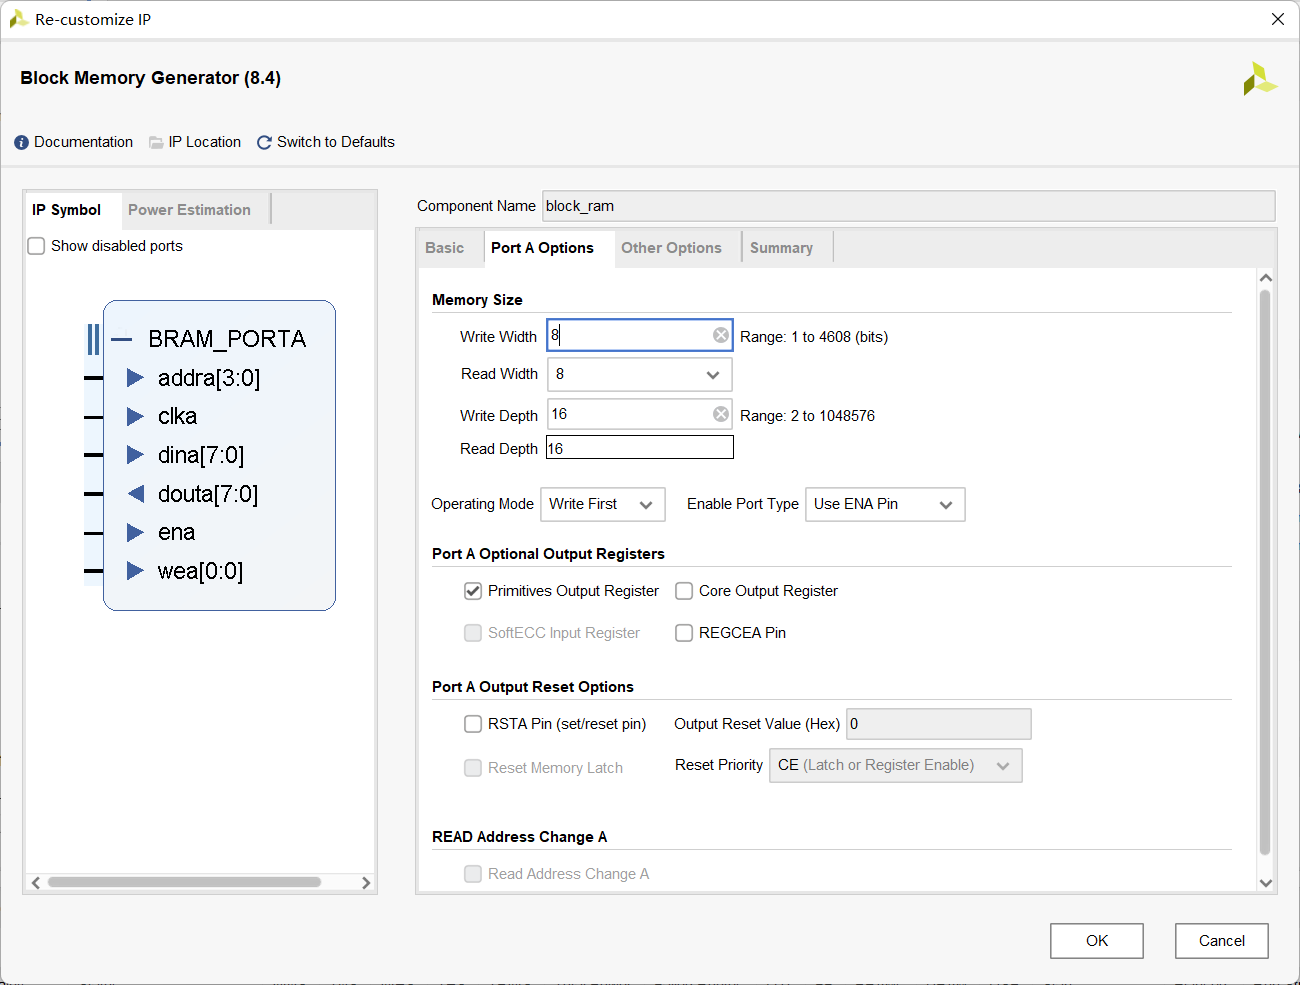 Re-customize IP
Block Memory Generator (8.4)
Documentation IP Location Switch to Defaults
IP Symbol Power Estimation
Show disabled ports
BRAM_PORTA
addra[3:0]
clka
dina[7:0]
douta[7:0]
ena
wea[0:0]
Component Name block_ram
Basic Port A Options Other Options Summary
Memory Size
Write Width 8 Range: 1 to 4608 (bits)
Read Width 8
Write Depth 16 Range: 2 to 1048576
Read Depth 16
Operating Mode Write First Enable Port Type Use ENA Pin
Port A Optional Output Registers
Primitives Output Register Core Output Register
SoftECC Input Register REGCEA Pin
Port A Output Reset Options
RSTA Pin (set/reset pin) Output Reset Value (Hex) 0
Reset Memory Latch Reset Priority CE (Latch or Register Enable)
READ Address Change A
Read Address Change A
OK Cancel